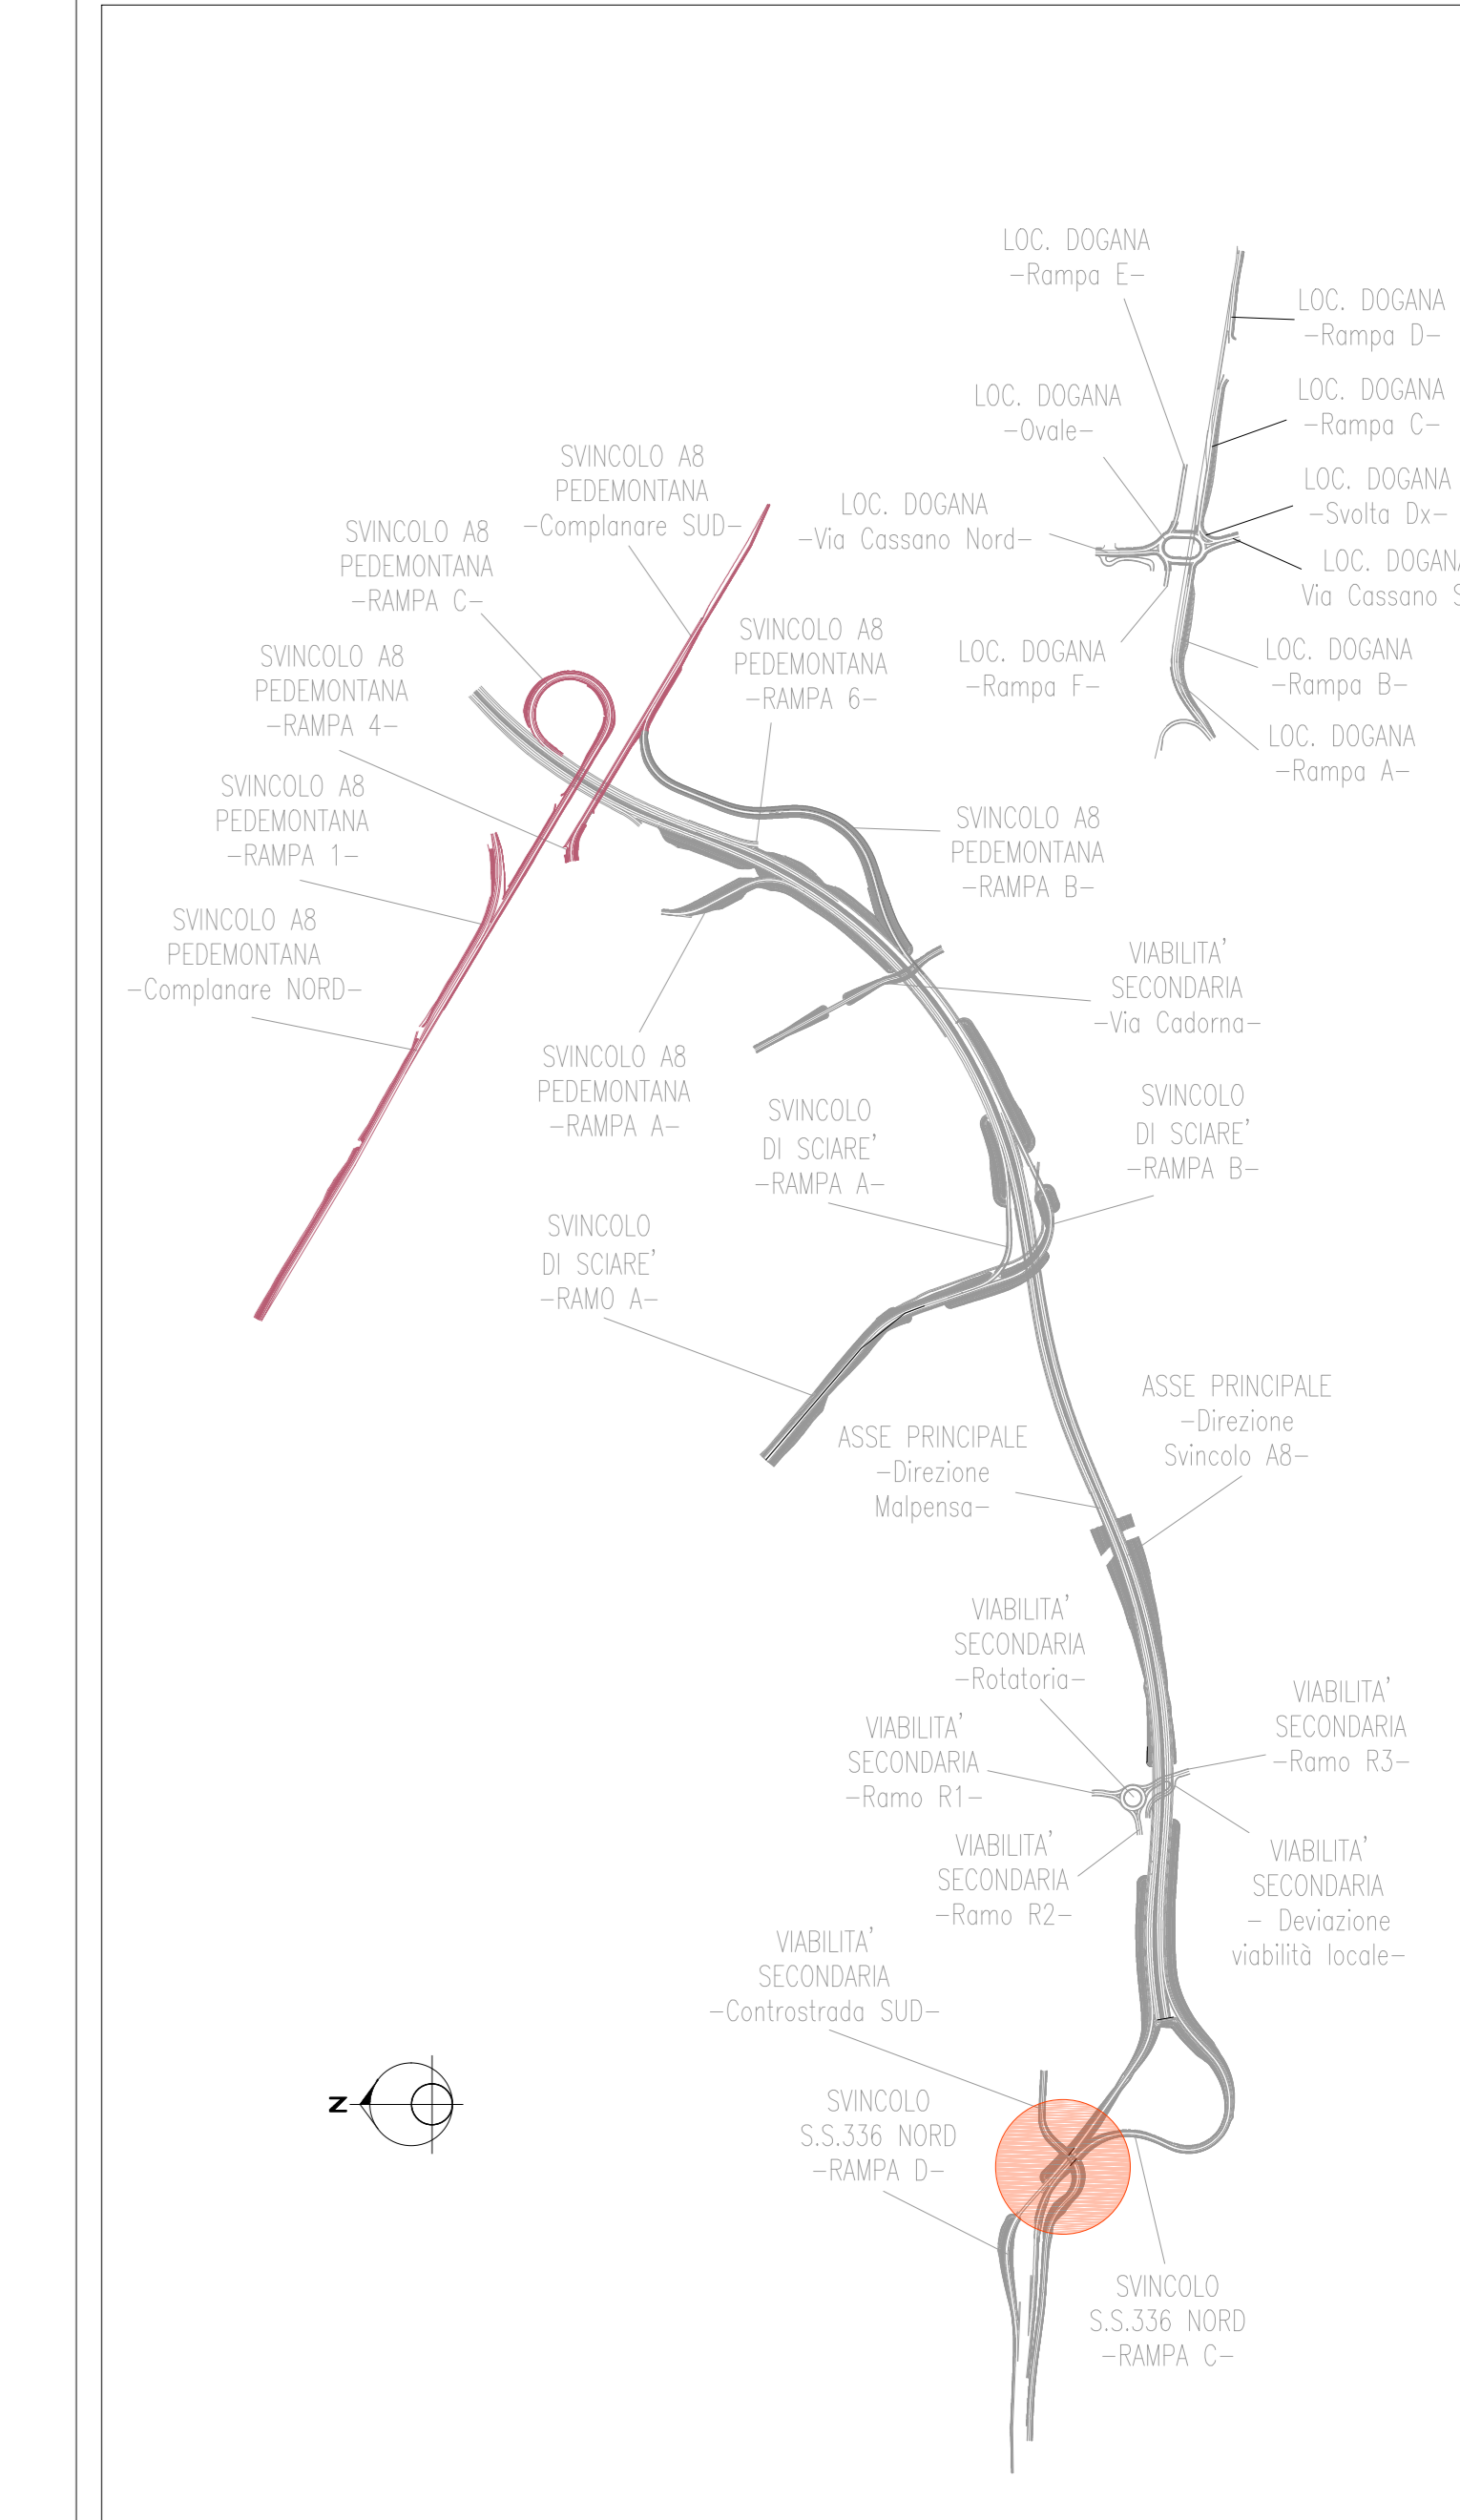 LOC. DOGANA
-Rampa E-
LOC. DOGANA
-Rampa D-
LOC. DOGANA
-Rampa C-
LOC. DOGANA
-Ovale-
SVINCOLO A8
PEDEMONTANA
-Complanare SUD-
LOC. DOGANA
-Svolta Dx-
LOC. DOGANA
-Via Cassano Nord-
SVINCOLO A8
PEDEMONTANA
-RAMPA C-
LOC. DOGANA
Via Cassano S
SVINCOLO A8
PEDEMONTANA
-RAMPA 6-
SVINCOLO A8
PEDEMONTANA
-RAMPA 4-
LOC. DOGANA
-Rampa F-
LOC. DOGANA
-Rampa B-
LOC. DOGANA
-Rampa A-
SVINCOLO A8
PEDEMONTANA
-RAMPA 1-
SVINCOLO A8
PEDEMONTANA
-RAMPA B-
SVINCOLO A8
PEDEMONTANA
-Complanare NORD-
VIABILITA'
SECONDARIA
-Via Cadorna-
SVINCOLO A8
PEDEMONTANA
-RAMPA A-
SVINCOLO
DI SCIARE'
-RAMPA A-
SVINCOLO
DI SCIARE'
-RAMPA B-
SVINCOLO
DI SCIARE'
-RAMO A-
ASSE PRINCIPALE
-Direzione
Svincolo A8-
ASSE PRINCIPALE
-Direzione
Malpensa-
VIABILITA'
SECONDARIA
-Rotatoria-
VIABILITA'
SECONDARIA
-Ramo R3-
VIABILITA'
SECONDARIA
-Ramo R1-
VIABILITA'
SECONDARIA
-Ramo R2-
VIABILITA'
SECONDARIA
- Deviazione
viabilità locale-
VIABILITA'
SECONDARIA
-Controstrada SUD-
N
SVINCOLO
S.S.336 NORD
-RAMPA D-
SVINCOLO
S.S.336 NORD
-RAMPA C-